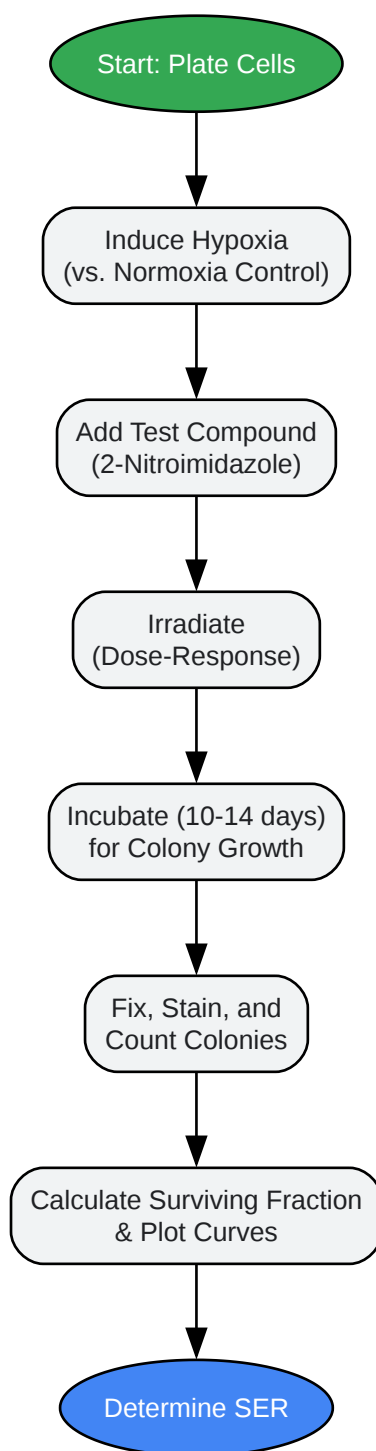 Start: Plate Cells
Induce Hypoxia
(vs. Normoxia Control)
Add Test Compound
(2-Nitroimidazole)
Irradiate
(Dose-Response)
Incubate (10-14 days)
for Colony Growth
Fix, Stain, and
Count Colonies
Calculate Surviving Fraction
& Plot Curves
Determine SER